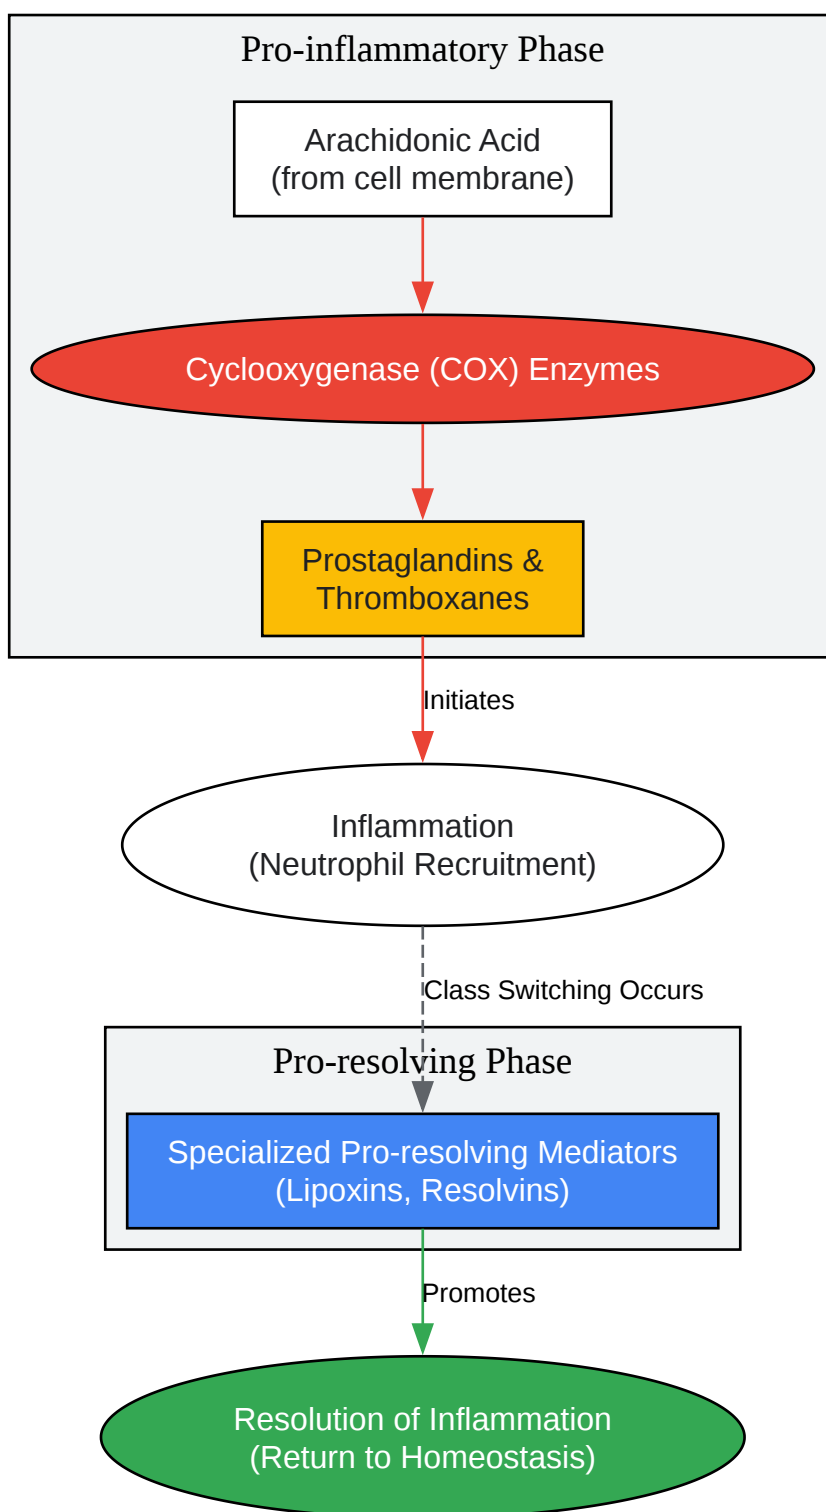 Pro-inflammatory Phase
Arachidonic Acid
(from cell membrane)
Cyclooxygenase (COX) Enzymes
Prostaglandins &
Thromboxanes
Initiates
Inflammation
(Neutrophil Recruitment)
Class Switching Occurs
Pro-resolving Phase
Specialized Pro-resolving Mediators
(Lipoxins, Resolvins)
Promotes
Resolution of Inflammation
(Return to Homeostasis)